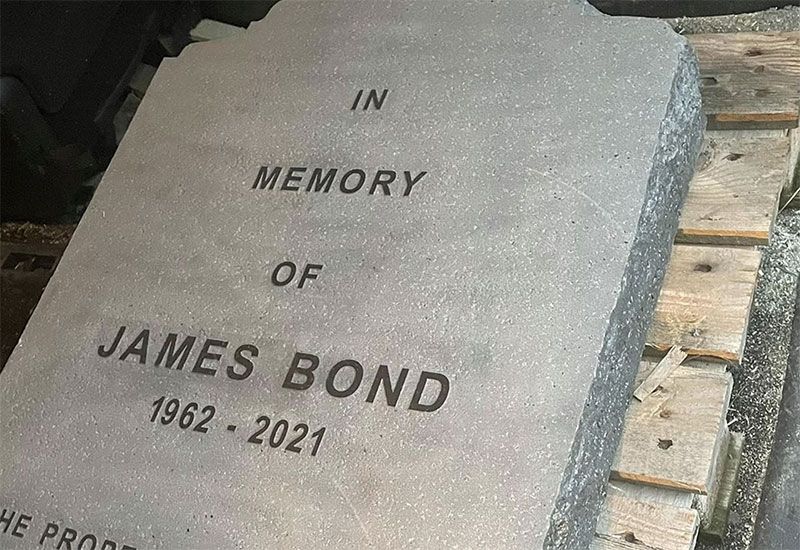 IN
MEMORY
OF
JAMES BOND
1962 - 2021